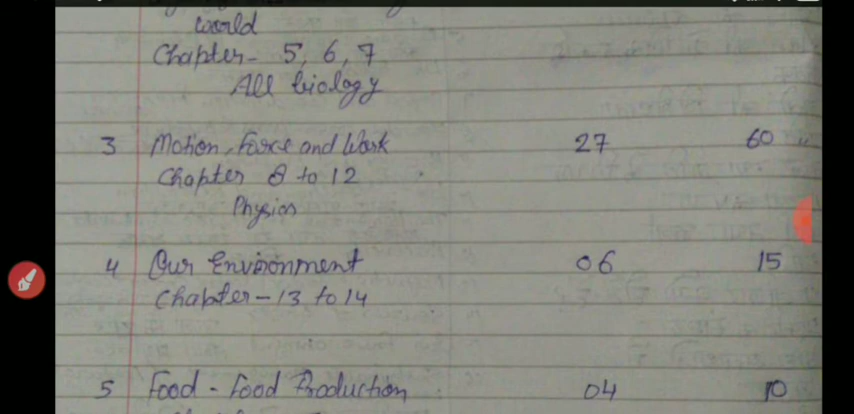 world
Chapter- 5, 6, 7
All biology
3 Motion, Force and Work 27 60
Chapter 8 to 12
Physics
4 Our Environment 06 15
Chapter-13 to 14
5 Food - Food Production 04 10